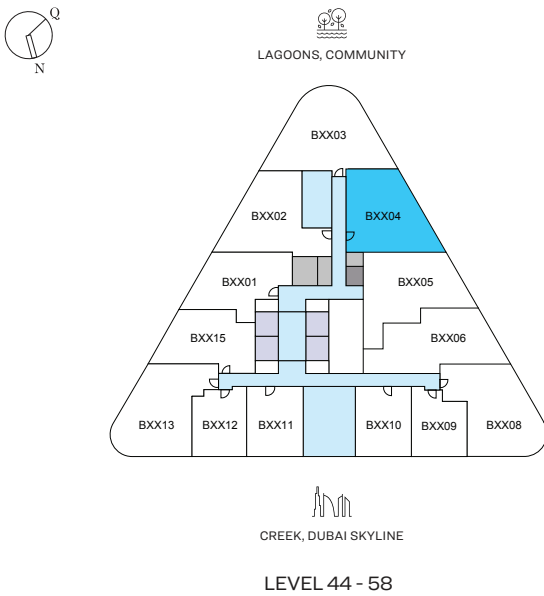 Q
N
LAGOONS, COMMUNITY
BXX03
BXX02
BXX04
BXX01
BXX05
BXX15
BXX06
BXX13
BXX12
BXX11
BXX10
BXX09
BXX08
CREEK, DUBAI SKYLINE
LEVEL 44 - 58